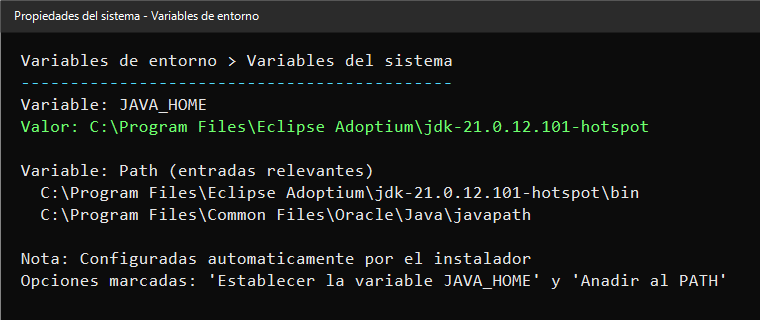 Propiedades del sistema - Variables de entorno
Variables de entorno > Variables del sistema
--------------------------------------------
Variable: JAVA_HOME
Valor: C:\Program Files\Eclipse Adoptium\jdk-21.0.12.101-hotspot
Variable: Path (entradas relevantes)
C:\Program Files\Eclipse Adoptium\jdk-21.0.12.101-hotspot\bin
C:\Program Files\Common Files\Oracle\Java\javapath
Nota: Configuradas automaticamente por el instalador
Opciones marcadas: 'Establecer la variable JAVA_HOME' y 'Anadir al PATH'